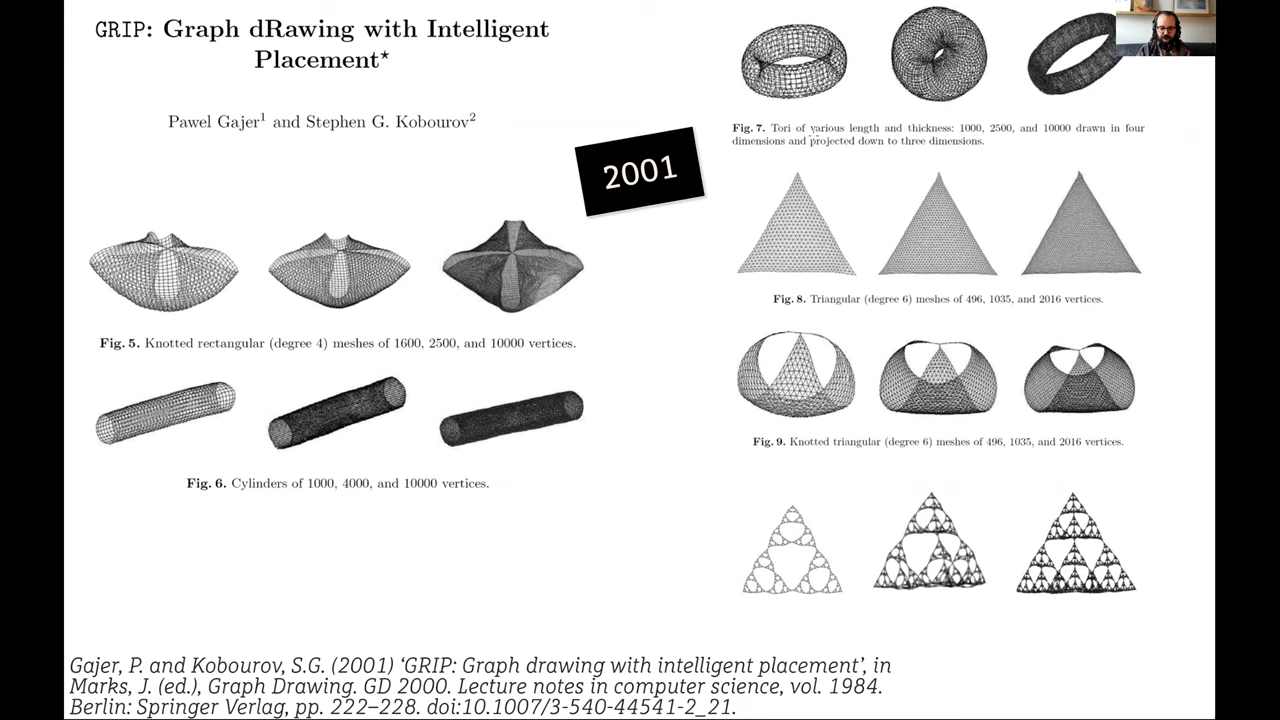 GRIP: Graph dRawing with Intelligent
Placement★
Pawel Gajer¹ and Stephen G. Kobourov²
2001
Fig. 5. Knotted rectangular (degree 4) meshes of 1600, 2500, and 10000 vertices.
Fig. 6. Cylinders of 1000, 4000, and 10000 vertices.
Fig. 7. Tori of various length and thickness: 1000, 2500, and 10000 drawn in four
dimensions and projected down to three dimensions.
Fig. 8. Triangular (degree 6) meshes of 496, 1035, and 2016 vertices.
Fig. 9. Knotted triangular (degree 6) meshes of 496, 1035, and 2016 vertices.
Gajer, P. and Kobourov, S.G. (2001) ‘GRIP: Graph drawing with intelligent placement’, in
Marks, J. (ed.), Graph Drawing. GD 2000. Lecture notes in computer science, vol. 1984.
Berlin: Springer Verlag, pp. 222–228. doi:10.1007/3-540-44541-2_21.